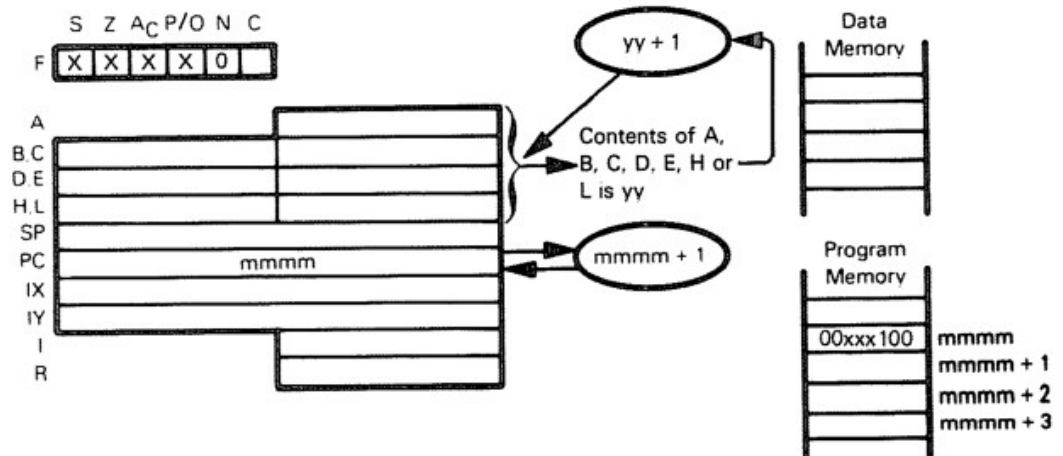 S Z AC P/O N C
F X X X X 0
A
B,C
D,E
H,L
SP
PC mmmm
IX
IY
I
R
yy + 1
Contents of A,
B, C, D, E, H or
L is yy
mmmm + 1
Data
Memory
Program
Memory
00xxx100 mmmm
mmmm + 1
mmmm + 2
mmmm + 3